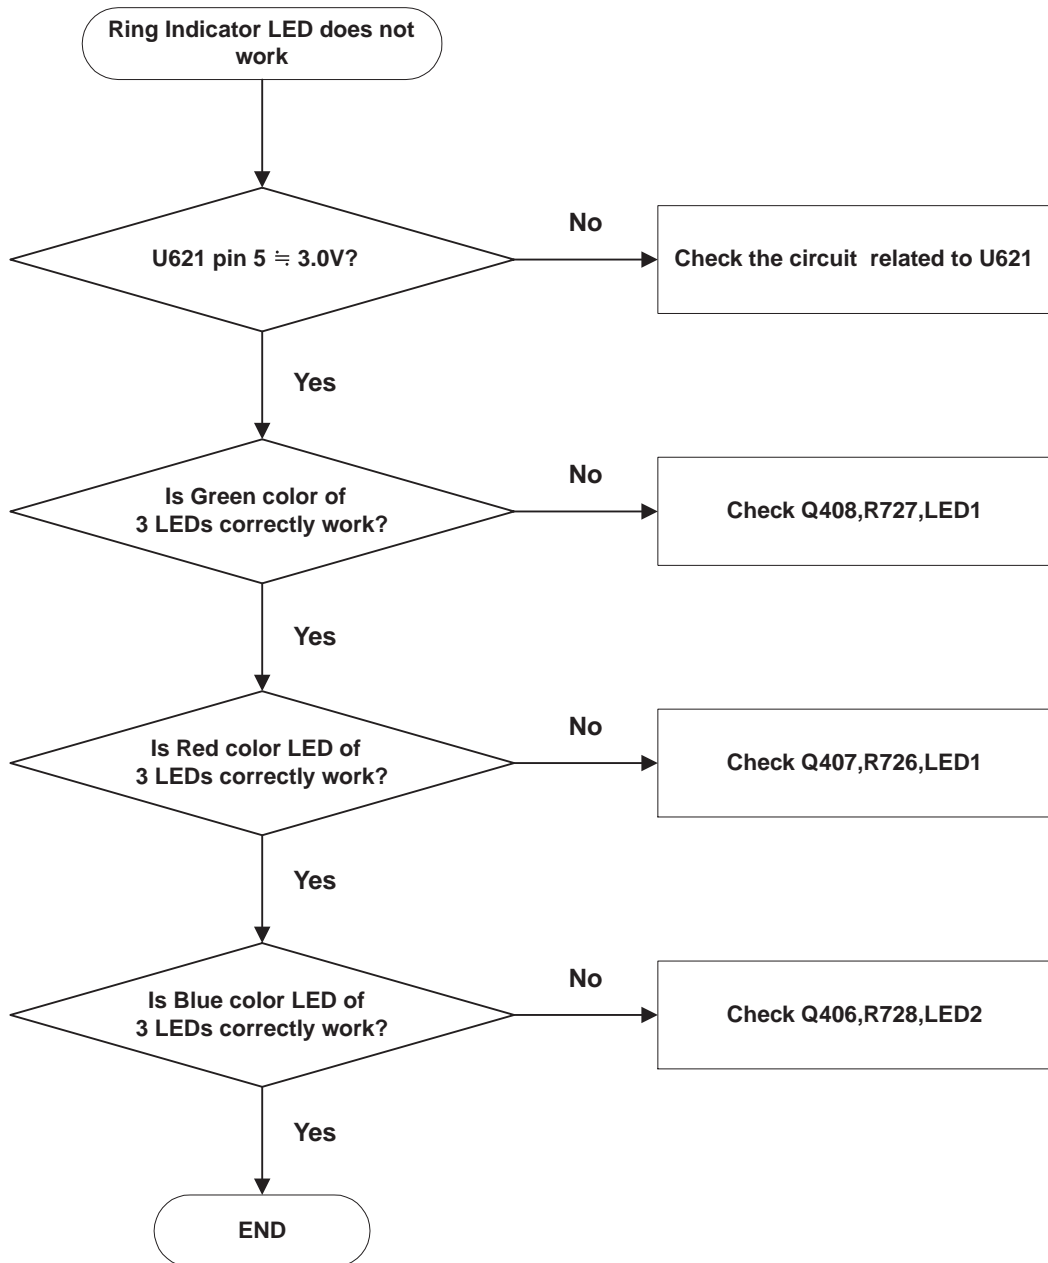 Ring Indicator LED does not
work
U621 pin 5 ≒ 3.0V?
No
Check the circuit related to U621
Yes
Is Green color of
3 LEDs correctly work?
No
Check Q408,R727,LED1
Yes
Is Red color LED of
3 LEDs correctly work?
No
Check Q407,R726,LED1
Yes
Is Blue color LED of
3 LEDs correctly work?
No
Check Q406,R728,LED2
Yes
END